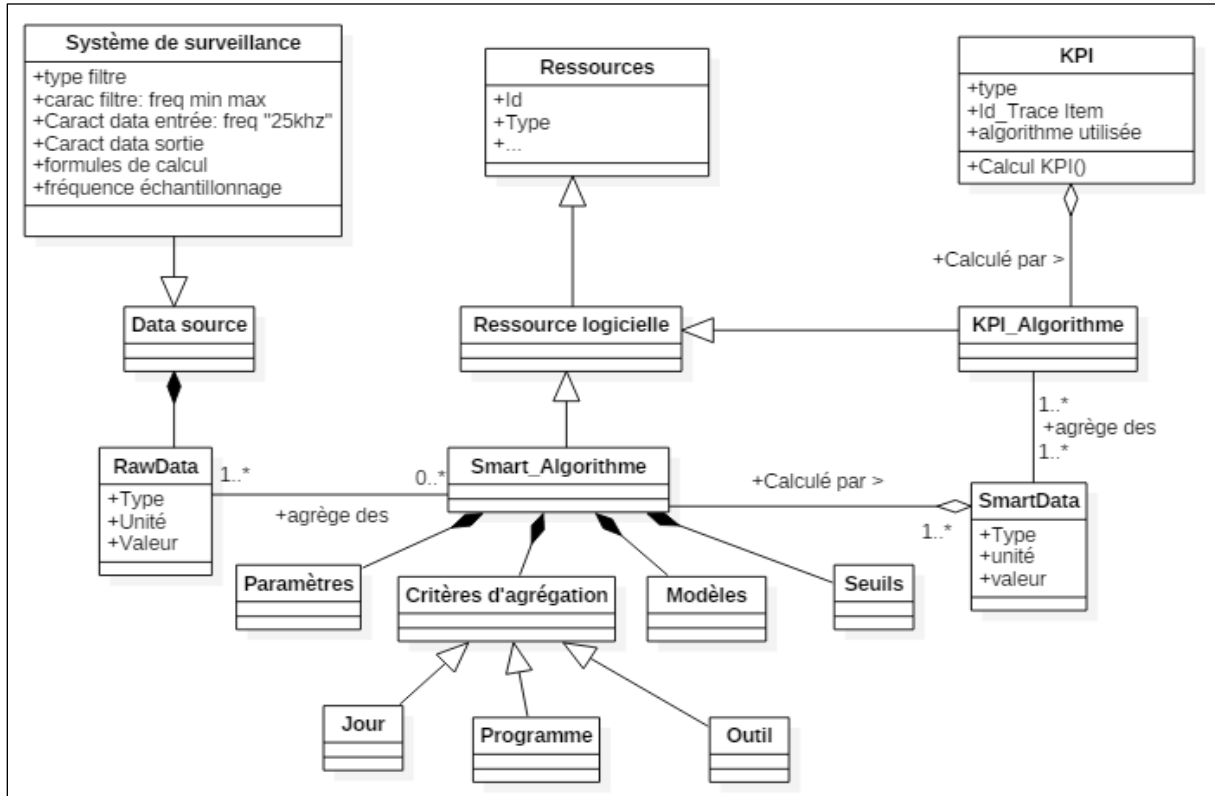 Système de surveillance
+type filtre
+carac filtre: freq min max
+Caract data entrée: freq "25khz"
+Caract data sortie
+formules de calcul
+fréquence échantillonnage
Ressources
+Id
+Type
+...
KPI
+type
+Id_Trace Item
+algorithme utilisée
+Calcul KPI()
+Calculé par >
Data source
Ressource logicielle
KPI_Algorithme
1..*
+agrège des
1..*
RawData
+Type
+Unité
+Valeur
1..*
0..*
+agrège des
Smart_Algorithme
+Calculé par >
1..*
SmartData
+Type
+unité
+valeur
Paramètres
Critères d'agrégation
Modèles
Seuils
Jour
Programme
Outil